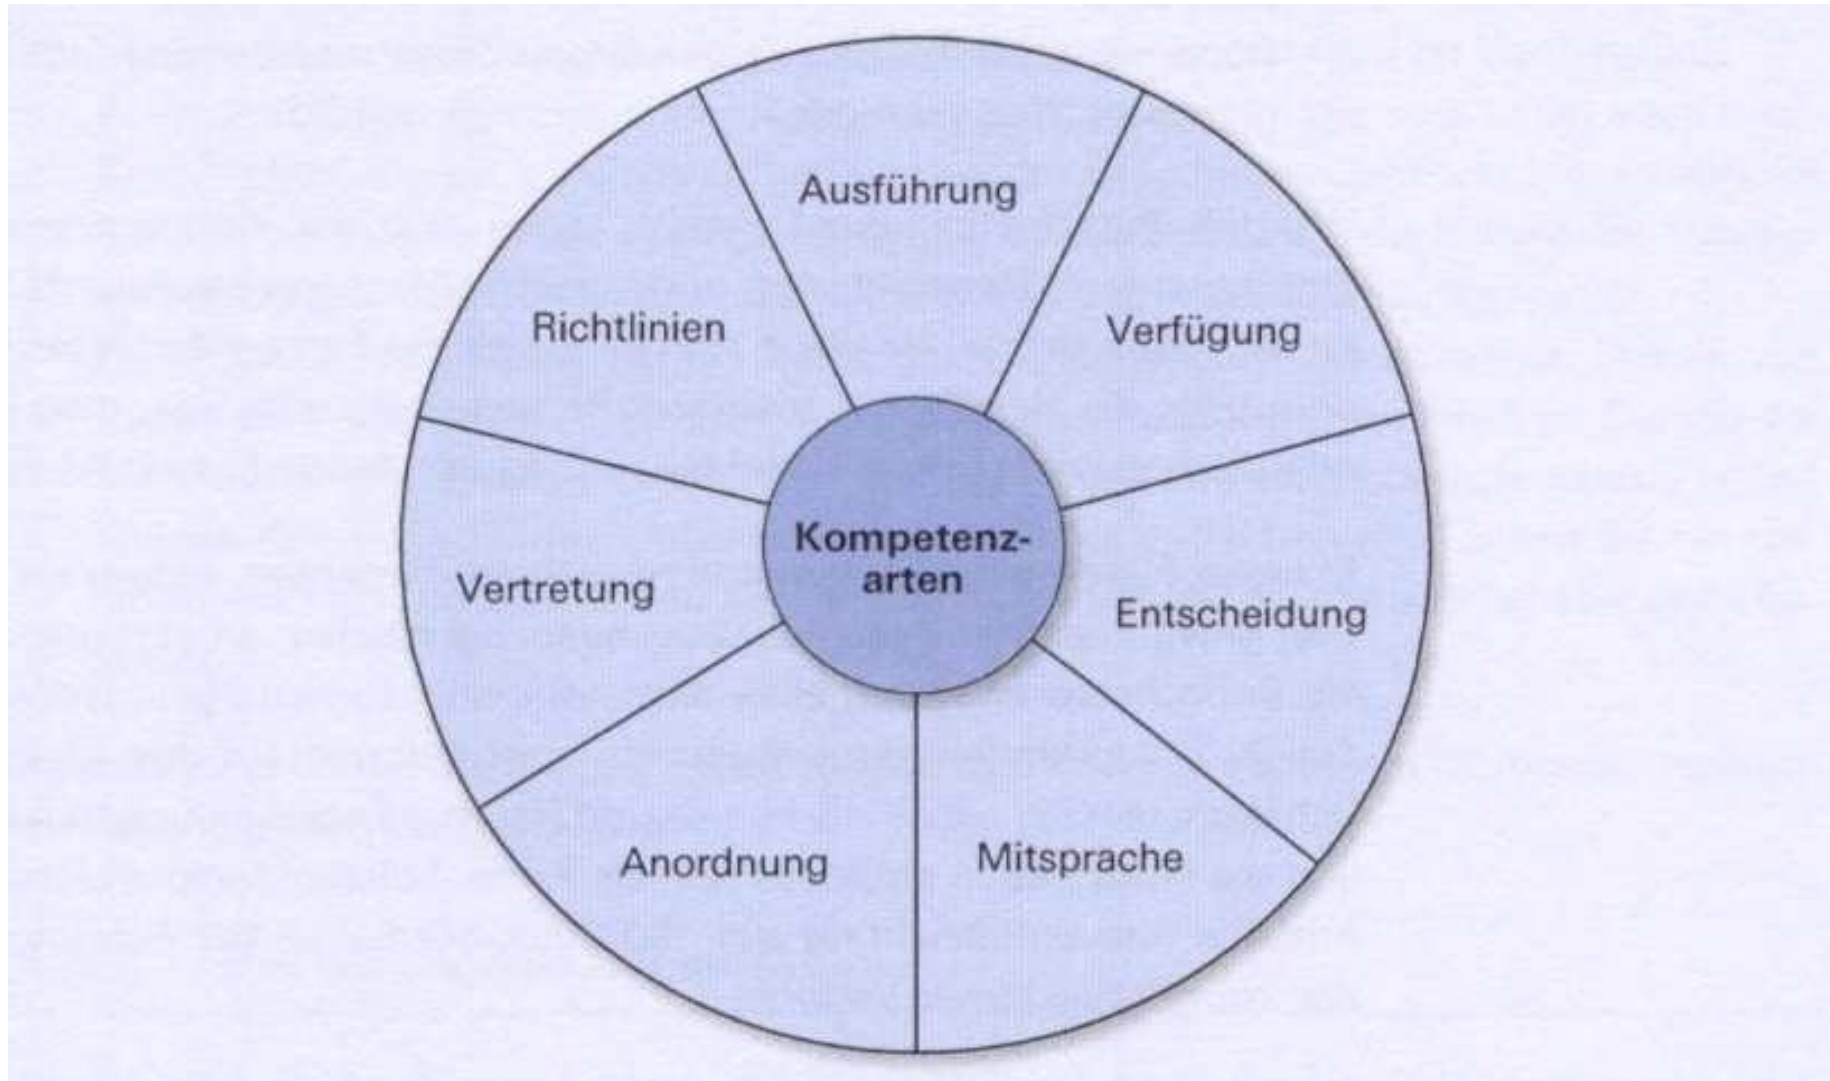 Ausführung
Richtlinien
Verfügung
Kompetenz-
arten
Vertretung
Entscheidung
Anordnung
Mitsprache